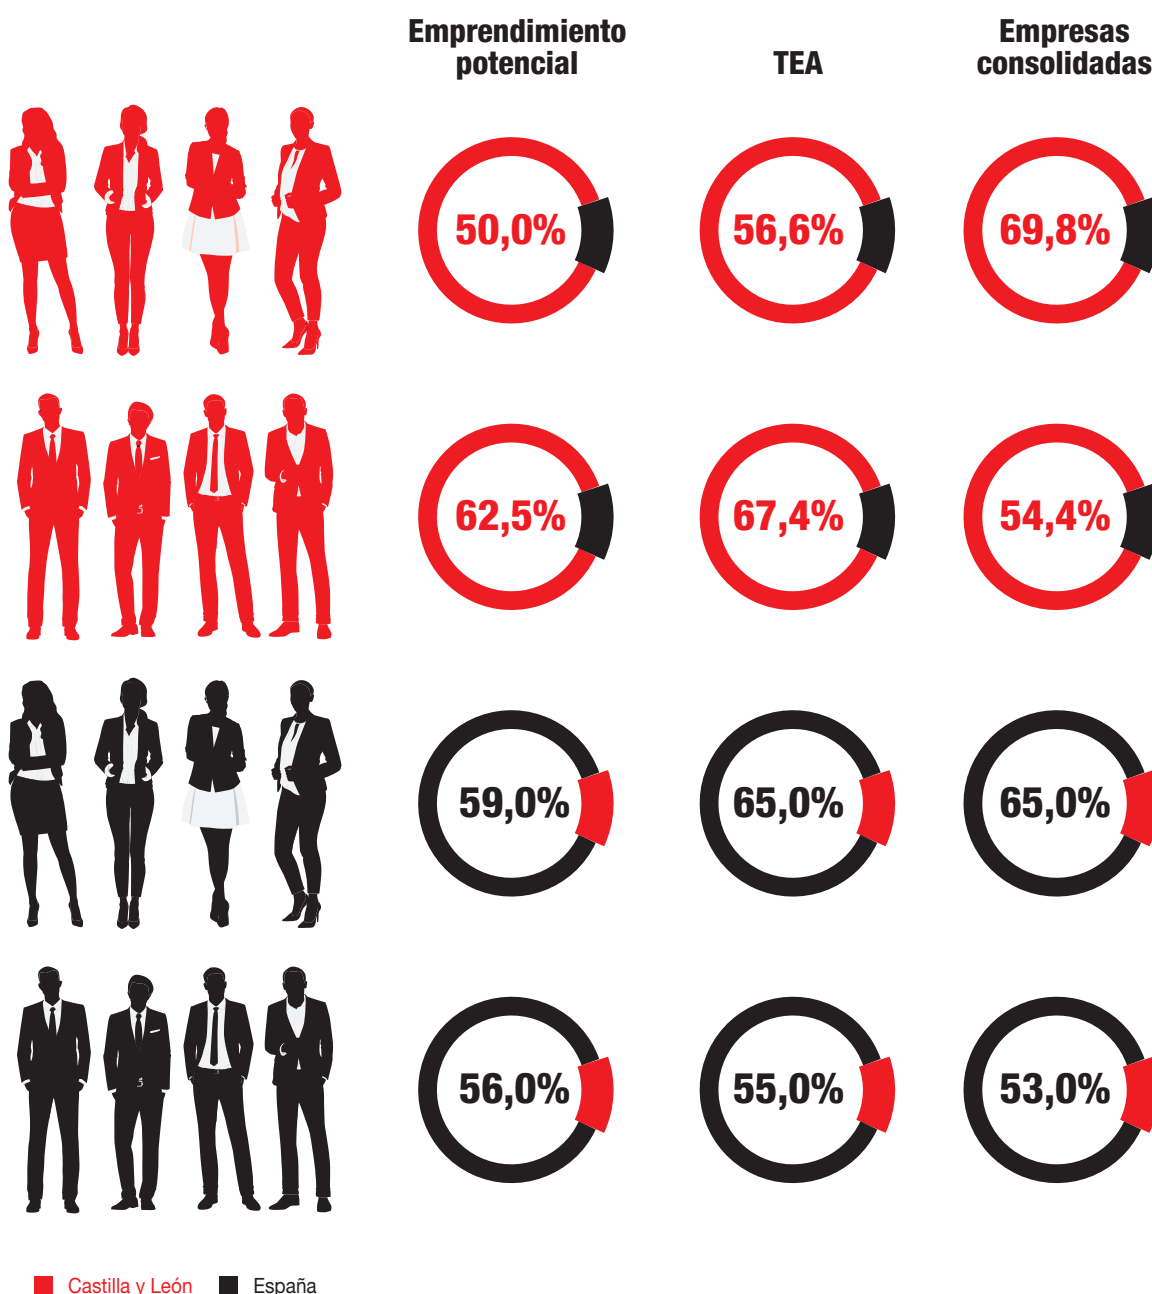 Emprendimiento
potencial
TEA
Empresas
consolidadas
50,0%
56,6%
69,8%
62,5%
67,4%
54,4%
59,0%
65,0%
65,0%
56,0%
55,0%
53,0%
Castilla y León
España